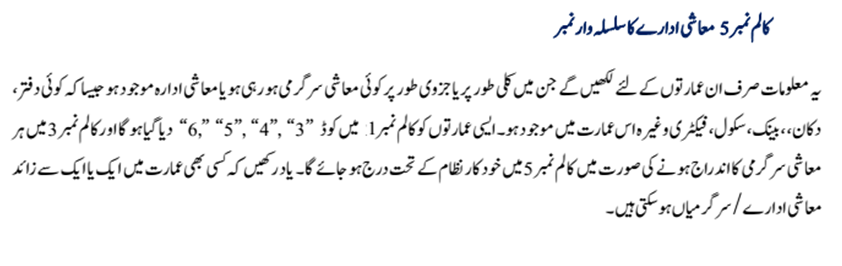 کالم نمبر 5 معاشی ادارے کا سلسلہ وار نمبر
یہ معلومات صرف ان عمارتوں کے لئے لکھیں گے جن میں کلی طور پر یا جزوی طور پر کوئی معاشی سرگرمی ہو رہی ہو یا معاشی ادارہ موجود ہو جیسا کہ کوئی دفتر،
دکان،، بینک، سکول، فیکٹری وغیرہ اس عمارت میں موجود ہو۔ ایسی عمارتوں کو کالم نمبر 1 میں کوڈ ”3“, ”4“, ”5“ ”,6“ دیا گیا ہو گا اور کالم نمبر 3 میں ہر
معاشی سرگرمی کا اندراج ہونے کی صورت میں کالم نمبر 5 میں خودکار نظام کے تحت درج ہو جائے گا۔ یاد رکھیں کہ کسی بھی عمارت میں ایک یا ایک سے زائد
معاشی ادارے / سرگرمیاں ہو سکتی ہیں۔